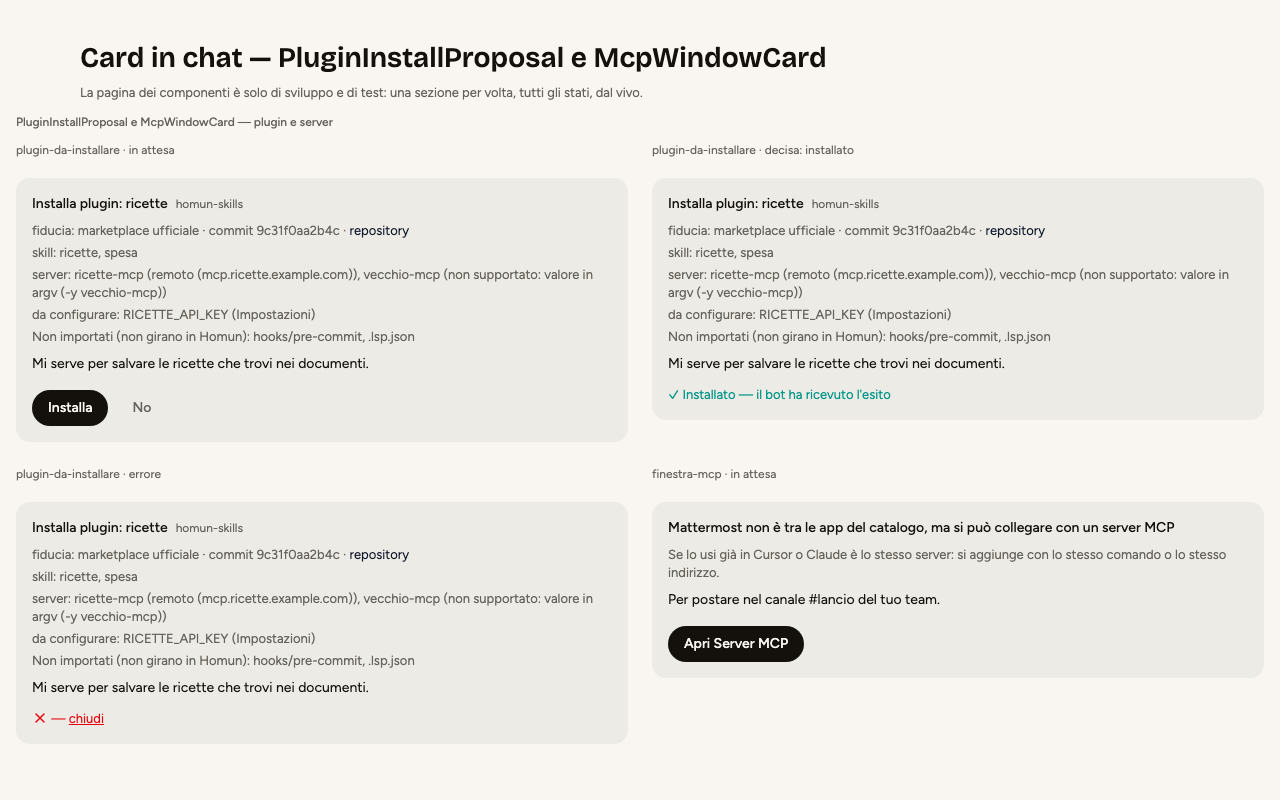 Card in chat — PluginInstallProposal e McpWindowCard
La pagina dei componenti è solo di sviluppo e di test: una sezione per volta, tutti gli stati, dal vivo.
PluginInstallProposal e McpWindowCard — plugin e server
plugin-da-installare · in attesa
Installa plugin: ricette homun-skills
fiducia: marketplace ufficiale · commit 9c31f0aa2b4c · repository
skill: ricette, spesa
server: ricette-mcp (remoto (mcp.ricette.example.com)), vecchio-mcp (non supportato: valore in
argv (-y vecchio-mcp))
da configurare: RICETTE_API_KEY (Impostazioni)
Non importati (non girano in Homun): hooks/pre-commit, .lsp.json
Mi serve per salvare le ricette che trovi nei documenti.
Installa No
plugin-da-installare · decisa: installato
Installa plugin: ricette homun-skills
fiducia: marketplace ufficiale · commit 9c31f0aa2b4c · repository
skill: ricette, spesa
server: ricette-mcp (remoto (mcp.ricette.example.com)), vecchio-mcp (non supportato: valore in
argv (-y vecchio-mcp))
da configurare: RICETTE_API_KEY (Impostazioni)
Non importati (non girano in Homun): hooks/pre-commit, .lsp.json
Mi serve per salvare le ricette che trovi nei documenti.
✓ Installato — il bot ha ricevuto l'esito
plugin-da-installare · errore
Installa plugin: ricette homun-skills
fiducia: marketplace ufficiale · commit 9c31f0aa2b4c · repository
skill: ricette, spesa
server: ricette-mcp (remoto (mcp.ricette.example.com)), vecchio-mcp (non supportato: valore in
argv (-y vecchio-mcp))
da configurare: RICETTE_API_KEY (Impostazioni)
Non importati (non girano in Homun): hooks/pre-commit, .lsp.json
Mi serve per salvare le ricette che trovi nei documenti.
✕ — chiudi
finestra-mcp · in attesa
Mattermost non è tra le app del catalogo, ma si può collegare con un server MCP
Se lo usi già in Cursor o Claude è lo stesso server: si aggiunge con lo stesso comando o lo stesso
indirizzo.
Per postare nel canale #lancio del tuo team.
Apri Server MCP